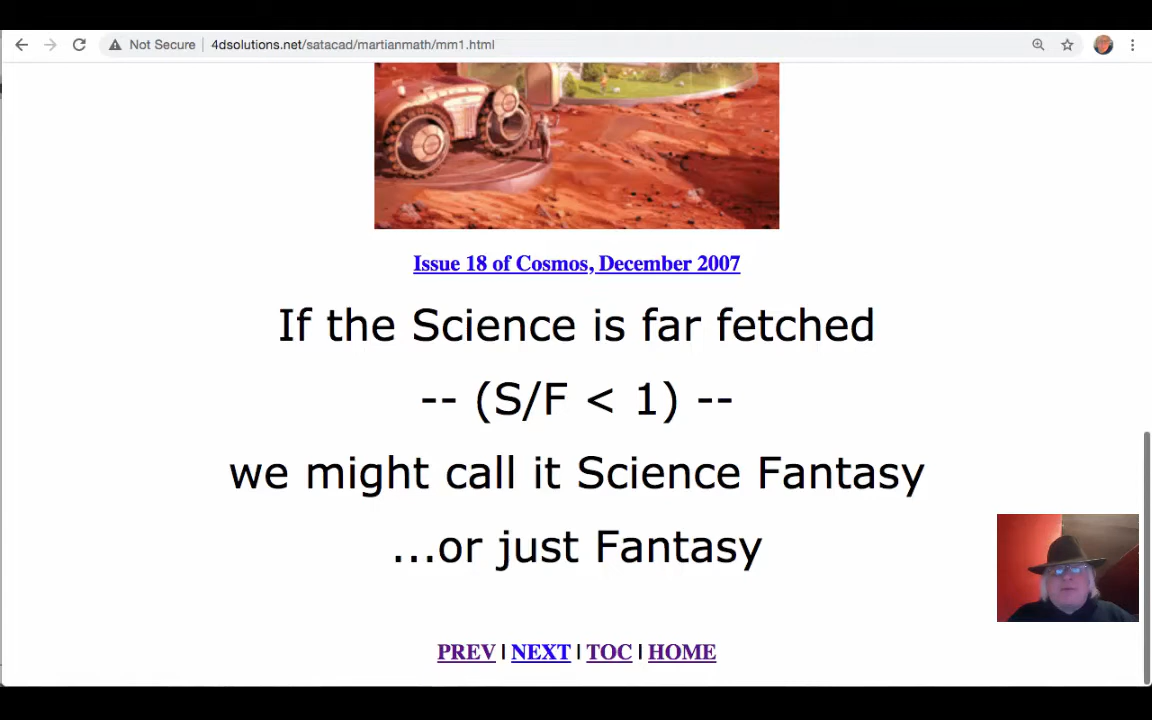 Not Secure 4dsolutions.net/satacad/martianmath/mm1.html
Issue 18 of Cosmos, December 2007
If the Science is far fetched
-- (S/F < 1) --
we might call it Science Fantasy
...or just Fantasy
PREV | NEXT | TOC | HOME